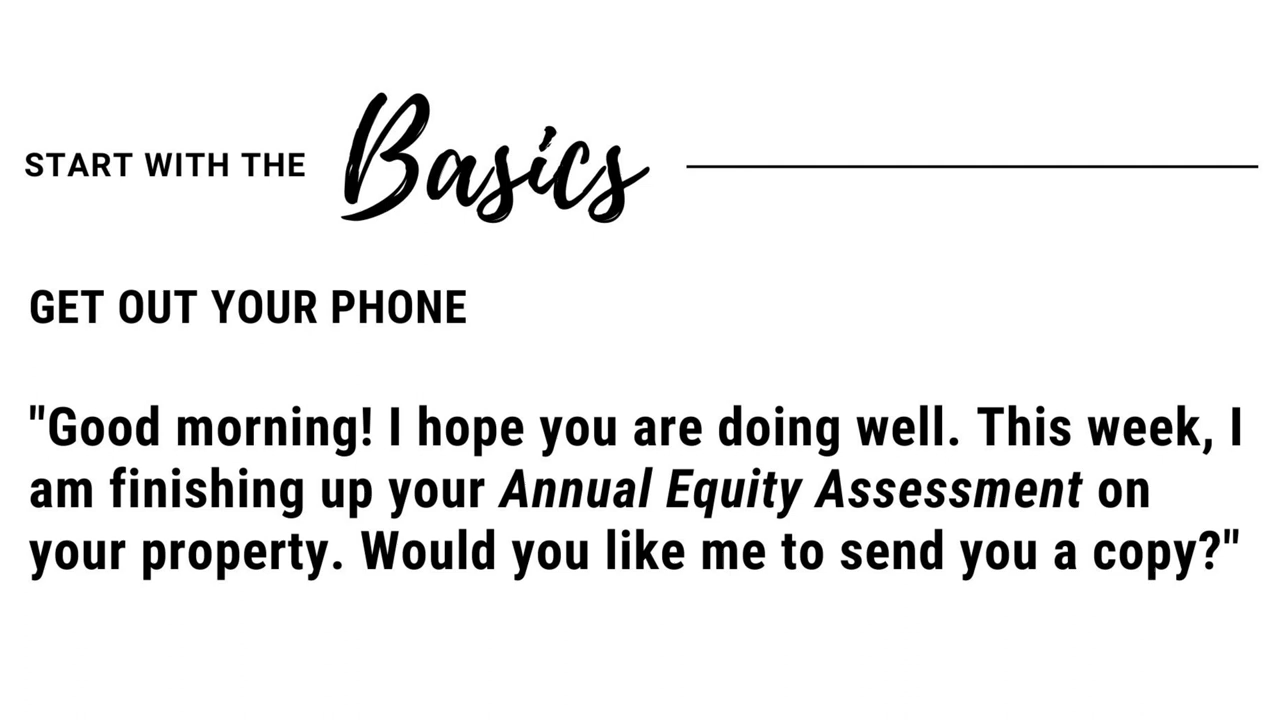 START WITH THE Basics
GET OUT YOUR PHONE
"Good morning! I hope you are doing well. This week, I
am finishing up your Annual Equity Assessment on
your property. Would you like me to send you a copy?"